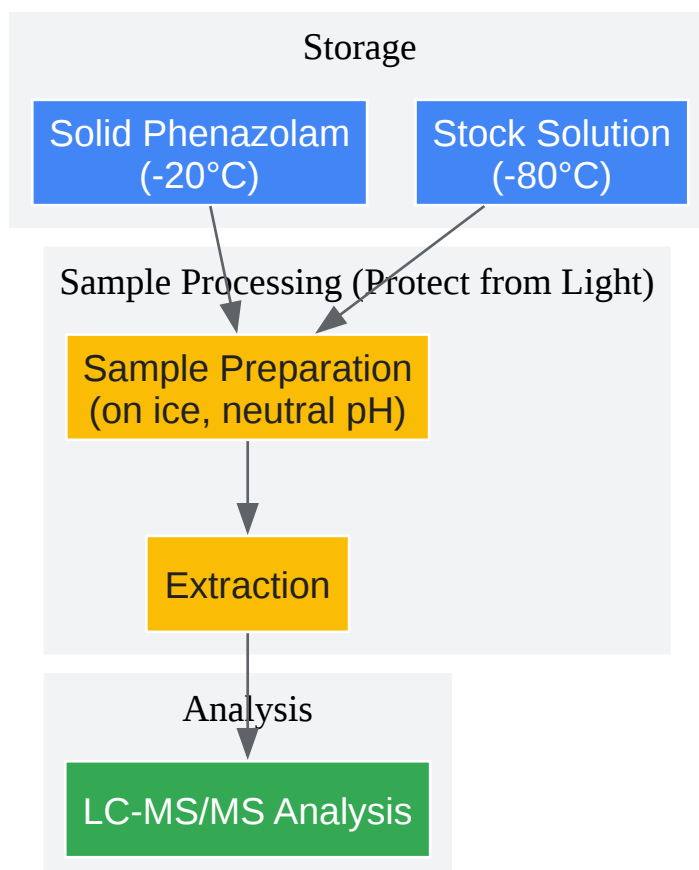 Storage
Solid Phenazolam
(-20°C)
Stock Solution
(-80°C)
Sample Processing (Protect from Light)
Sample Preparation
(on ice, neutral pH)
Extraction
Analysis
LC-MS/MS Analysis